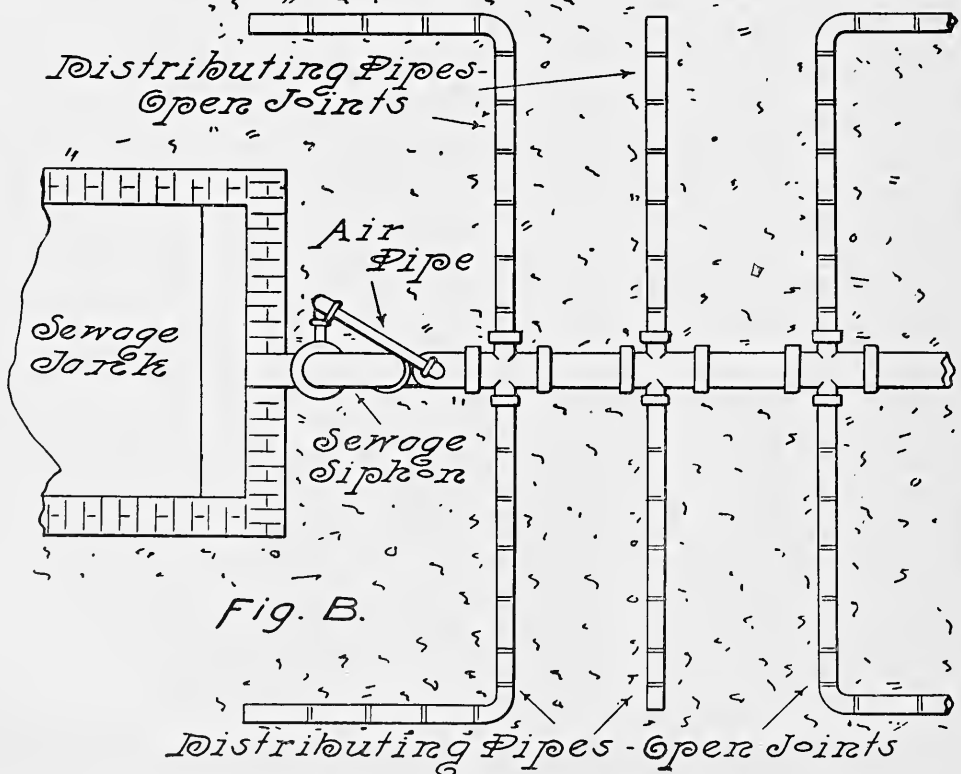 Distributing Pipes-
Open Joints
Air
Pipe
Sewage
Tank
Sewage
Siphon
Fig. B.
Distributing Pipes - Open Joints